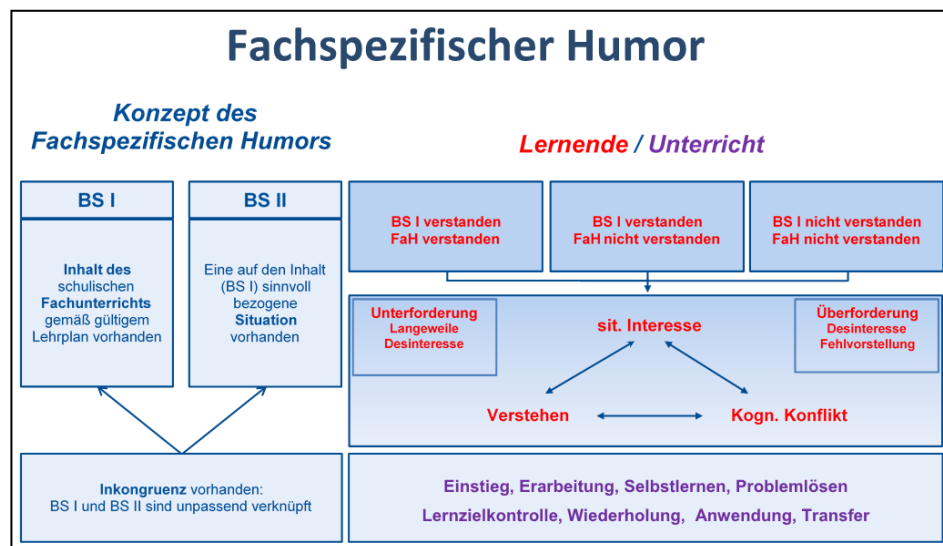 Fachspezifischer Humor
Konzept des
Fachspezifischen Humors
BS I
Inhalt des
schulischen
Fachunterrichts
gemäß gültigem
Lehrplan vorhanden
BS II
Eine auf den Inhalt
(BS I) sinnvoll
bezogene
Situation
vorhanden
Inkongruenz vorhanden:
BS I und BS II sind unpassend verknüpft
Lernende / Unterricht
BS I verstanden
FaH verstanden
BS I verstanden
FaH nicht verstanden
BS I nicht verstanden
FaH nicht verstanden
Unterforderung
Langeweile
Desinteresse
sit. Interesse
Überforderung
Desinteresse
Fehlvorstellung
Verstehen
Kogn. Konflikt
Einstieg, Erarbeitung, Selbstlernen, Problemlösen
Lernzielkontrolle, Wiederholung, Anwendung, Transfer